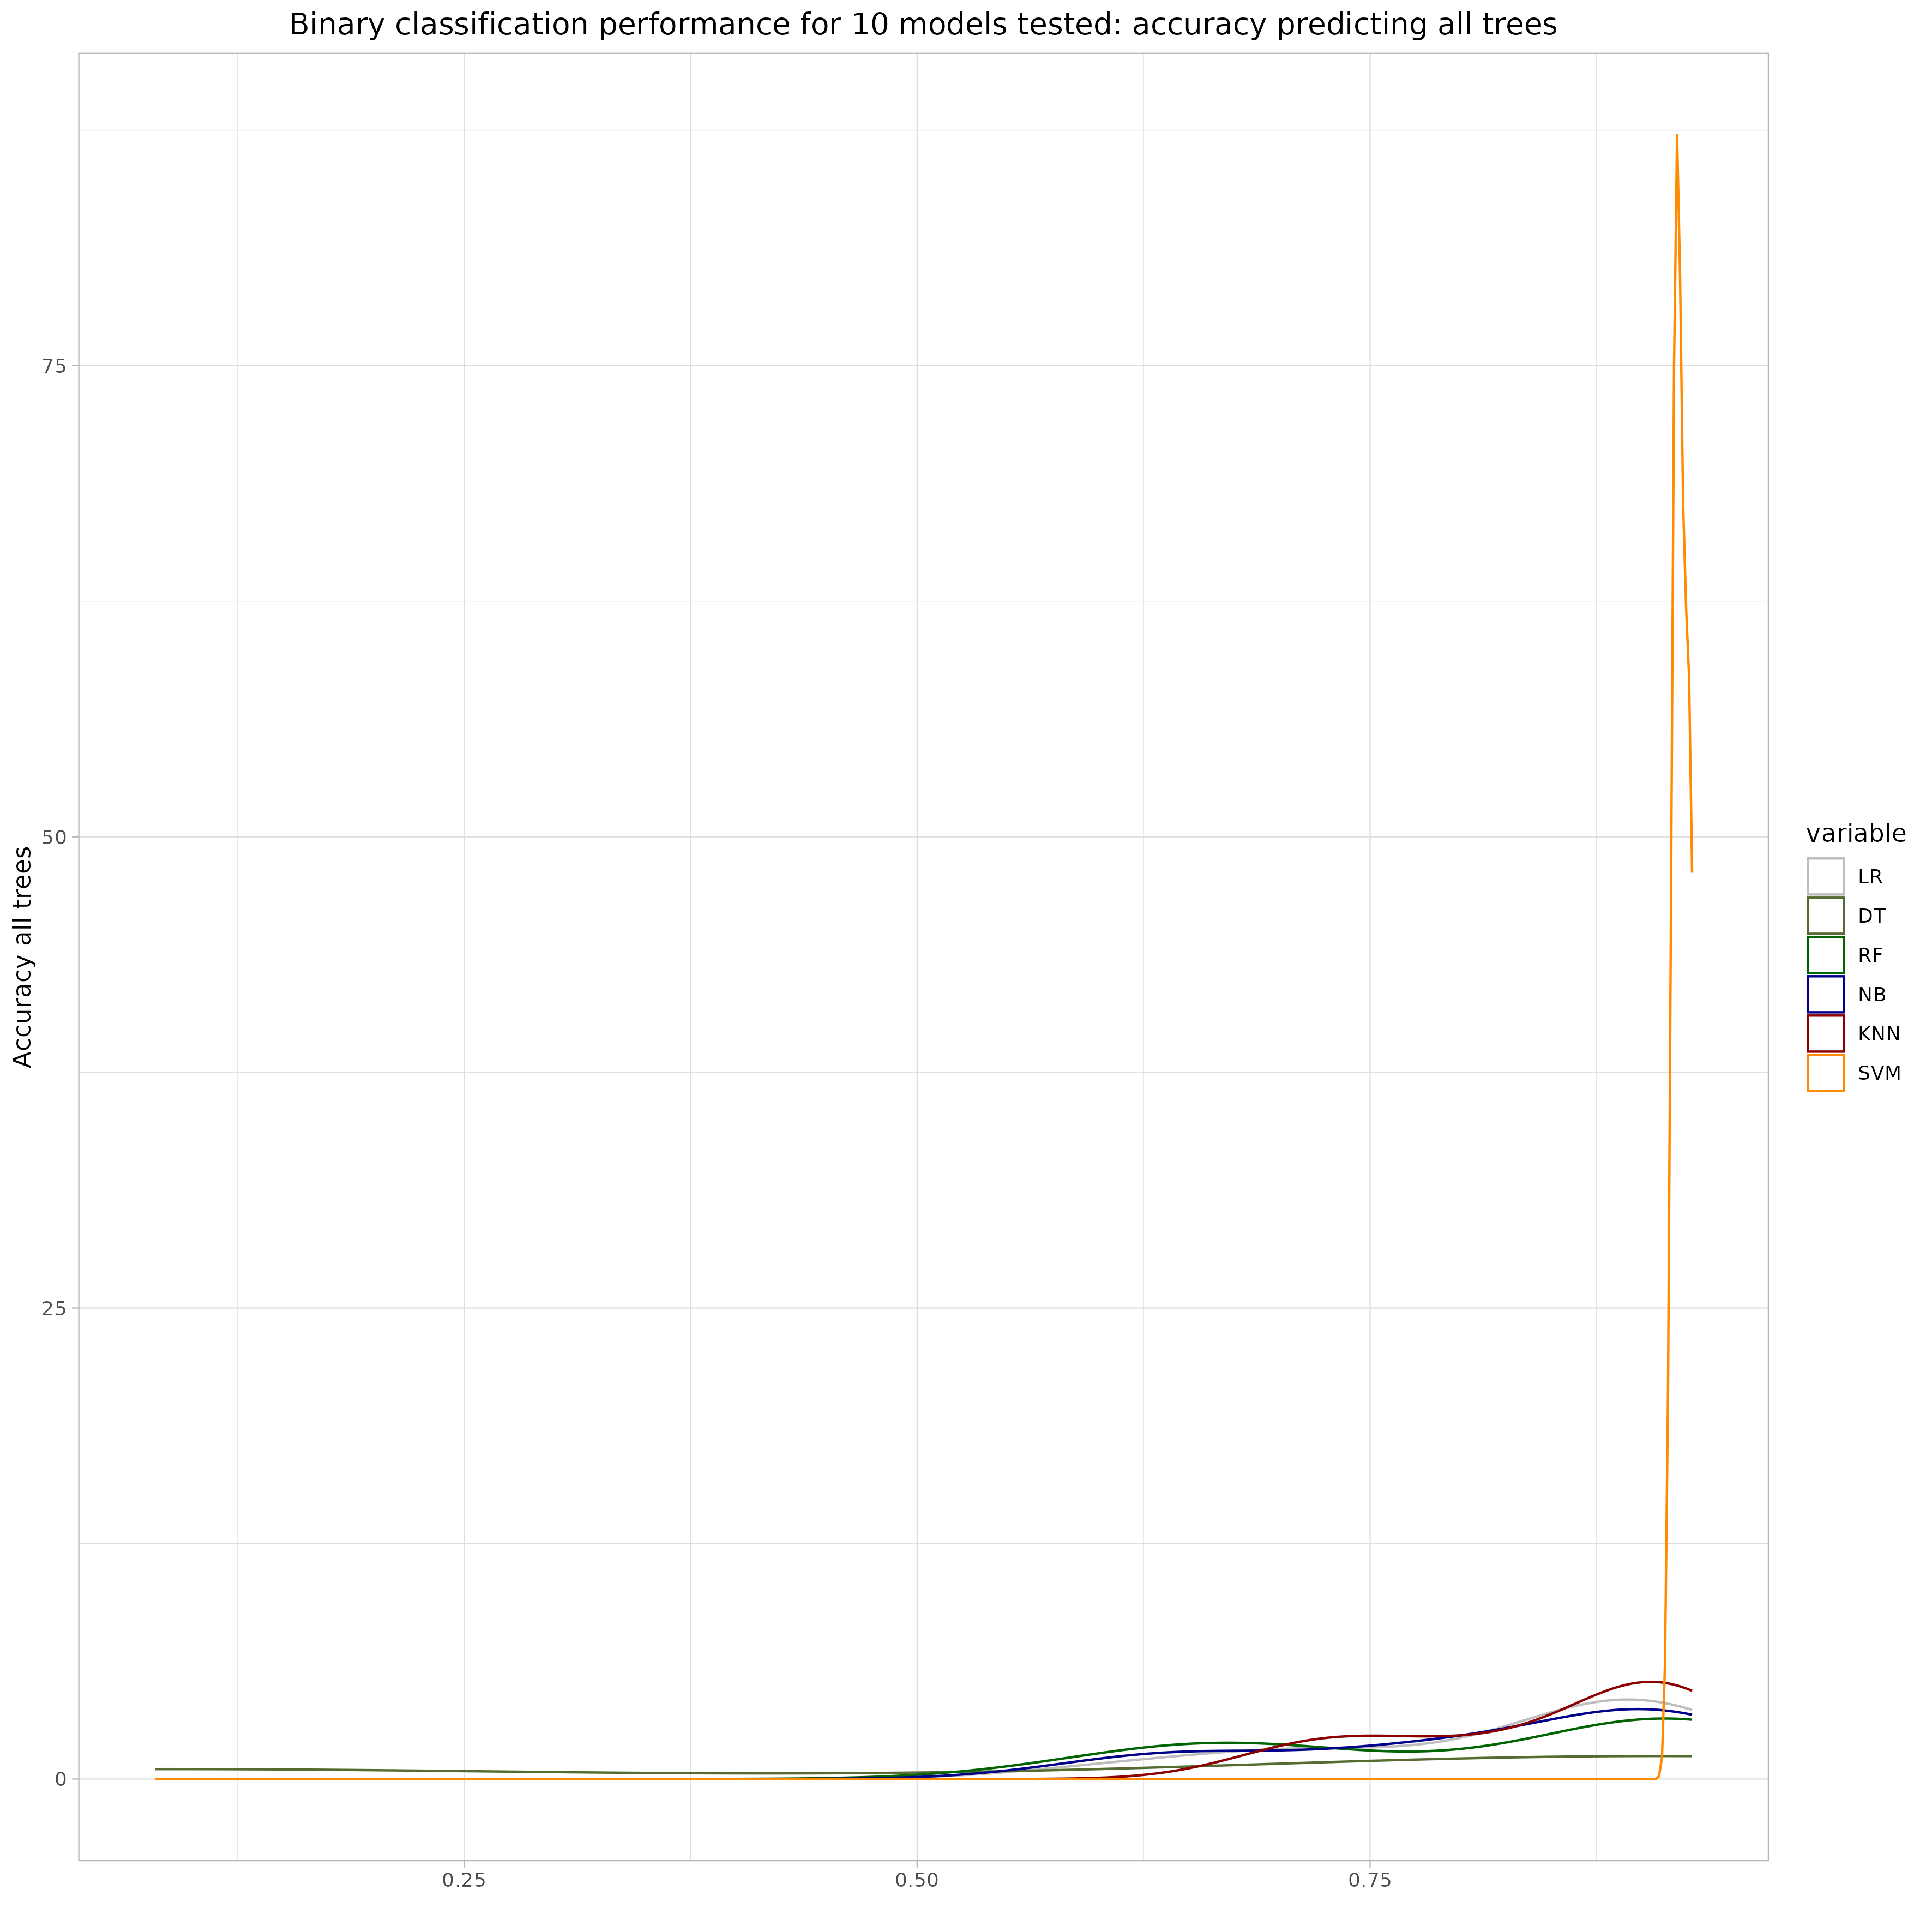 Binary classification performance for 10 models tested: accuracy predicting all trees
Accuracy all trees
75
50
25
0
0.25
0.50
0.75
variable
LR
DT
RF
NB
KNN
SVM